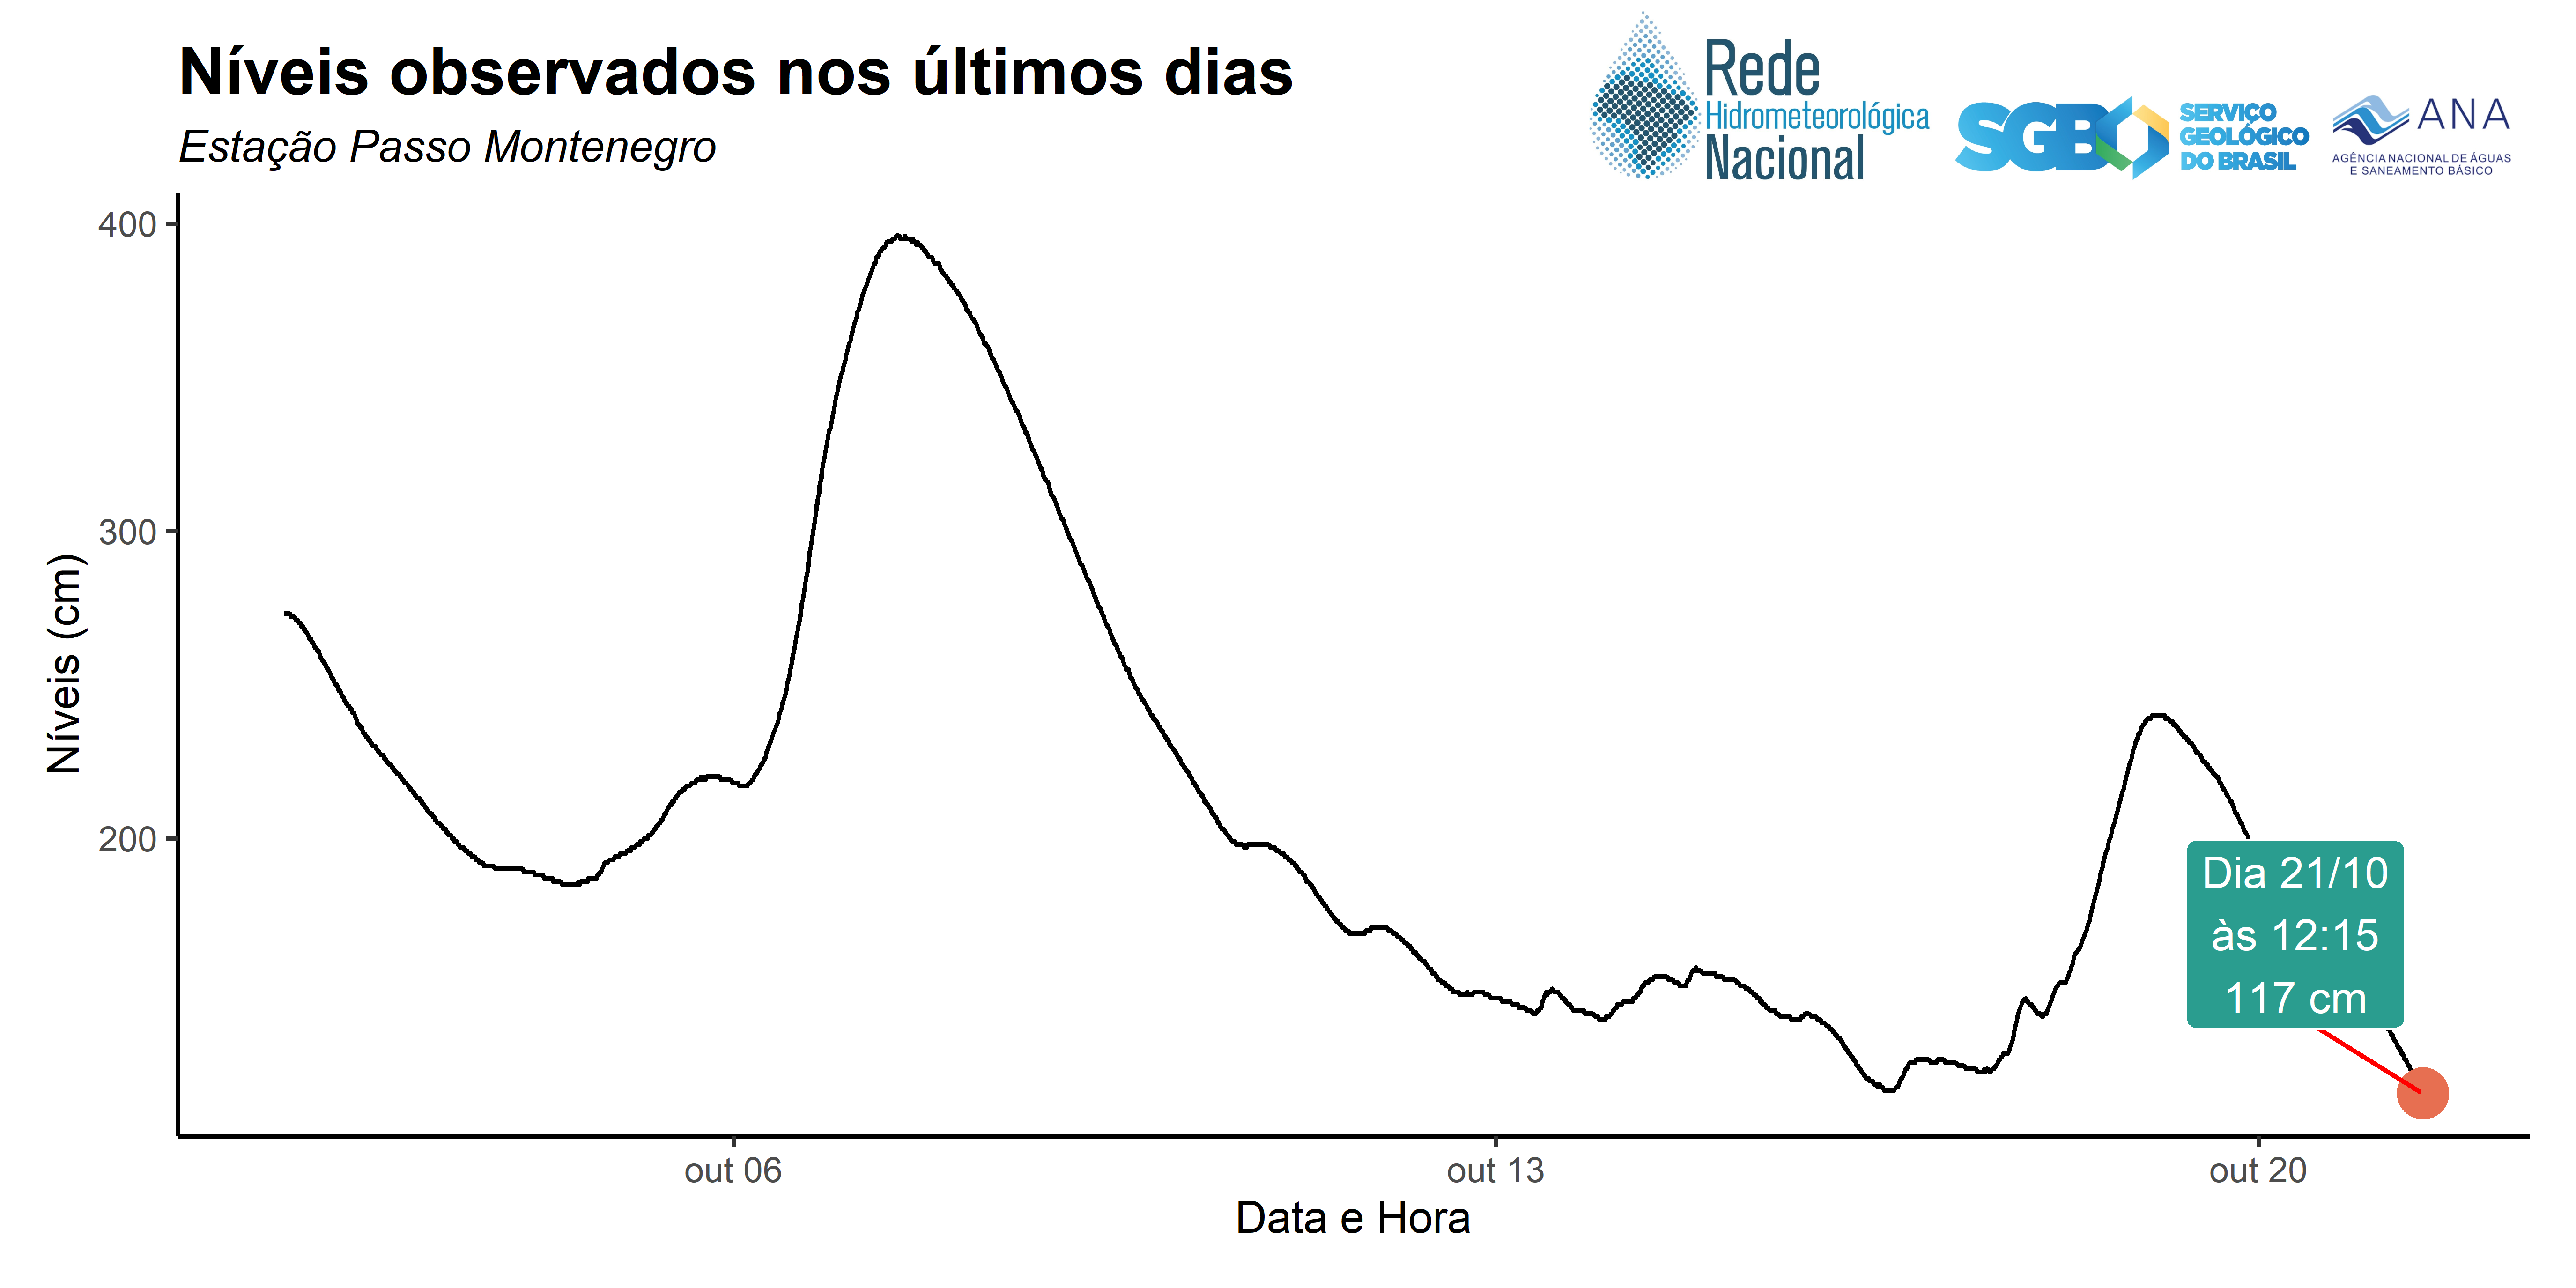 Níveis observados nos últimos dias
Estação Passo Montenegro
Rede
Hidrometeorológica
Nacional
SGB
SERVIÇO
GEOLÓGICO
DO BRASIL
ANA
AGÊNCIA NACIONAL DE ÁGUAS
E SANEAMENTO BÁSICO
Níveis (cm)
400
300
200
Dia 21/10
às 12:15
117 cm
out 06
out 13
out 20
Data e Hora